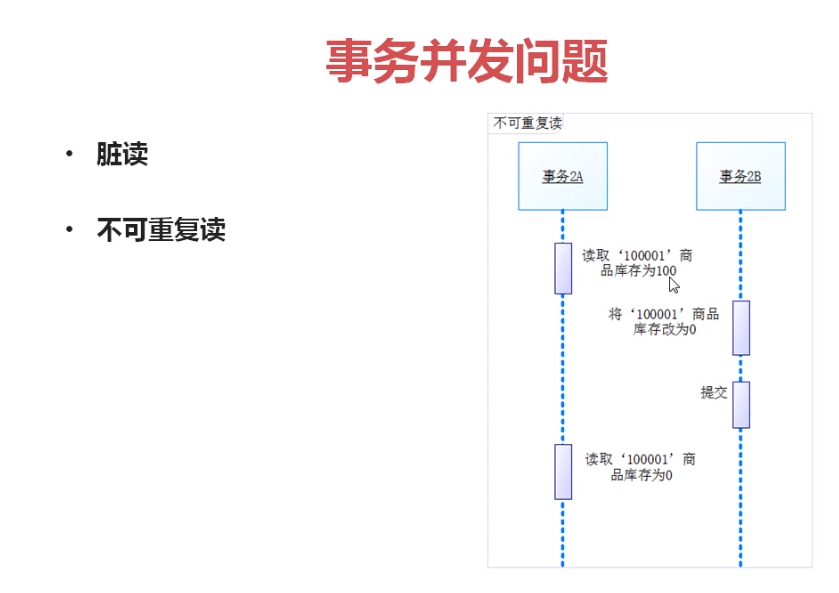 事务并发问题
• 脏读
• 不可重复读
不可重复读
事务2A
事务2B
读取‘100001’商
品库存为100
将‘100001’商品
库存改为0
提交
读取‘100001’商
品库存为0